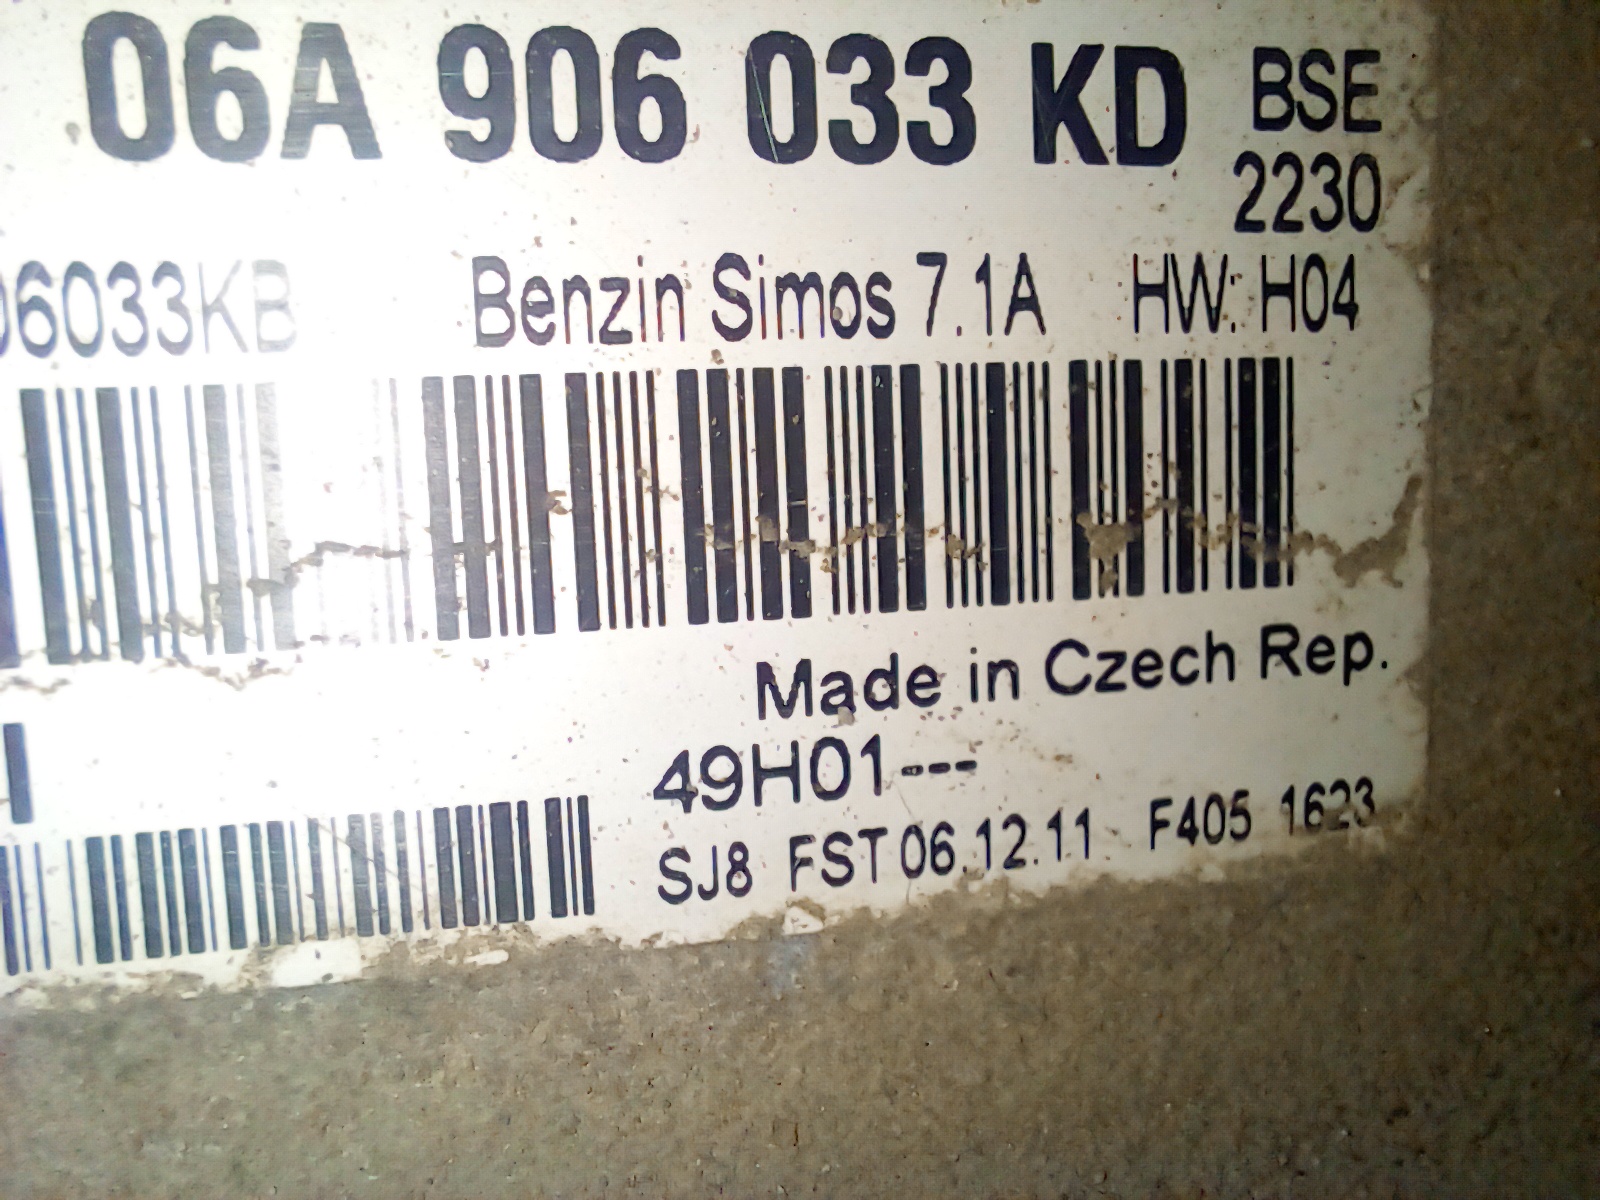 06A 906 033 KD BSE
2230
06033KB Benzin Simos 7.1A HW: H04
Made in Czech Rep.
49H01---
SJ8 FST 06.12.11 F405 1623